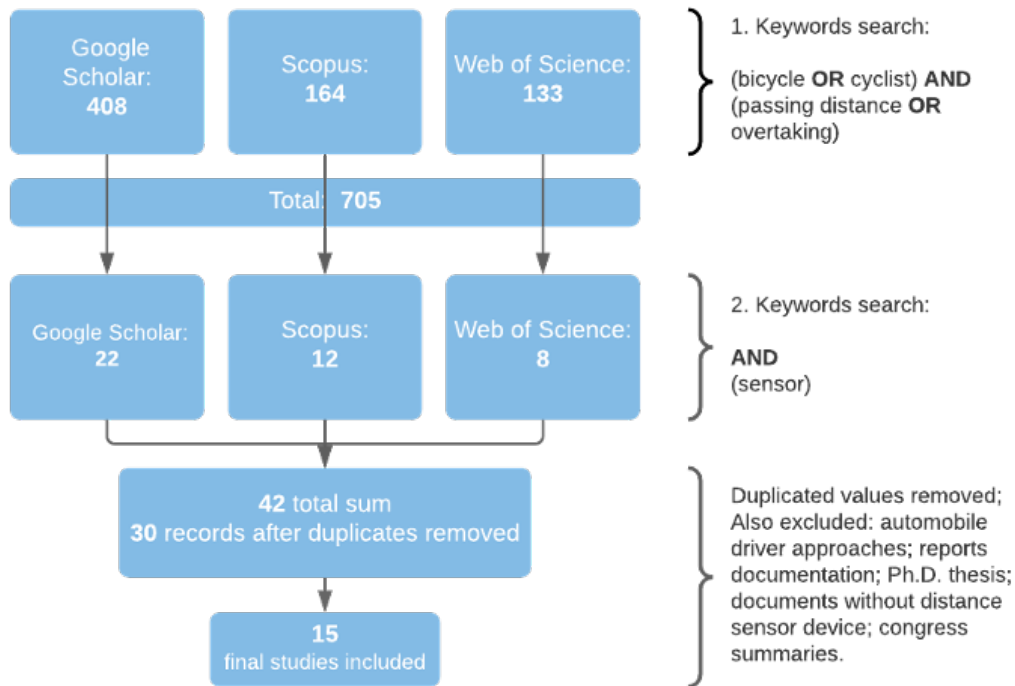 Google
Scholar:
408
Scopus:
164
Web of Science:
133
1. Keywords search:
(bicycle OR cyclist) AND
(passing distance OR
overtaking)
Total: 705
Google Scholar:
22
Scopus:
12
Web of Science:
8
2. Keywords search:
AND
(sensor)
42 total sum
30 records after duplicates removed
Duplicated values removed;
Also excluded: automobile
driver approaches; reports
documentation; Ph.D. thesis;
documents without distance
sensor device; congress
summaries.
15
final studies included